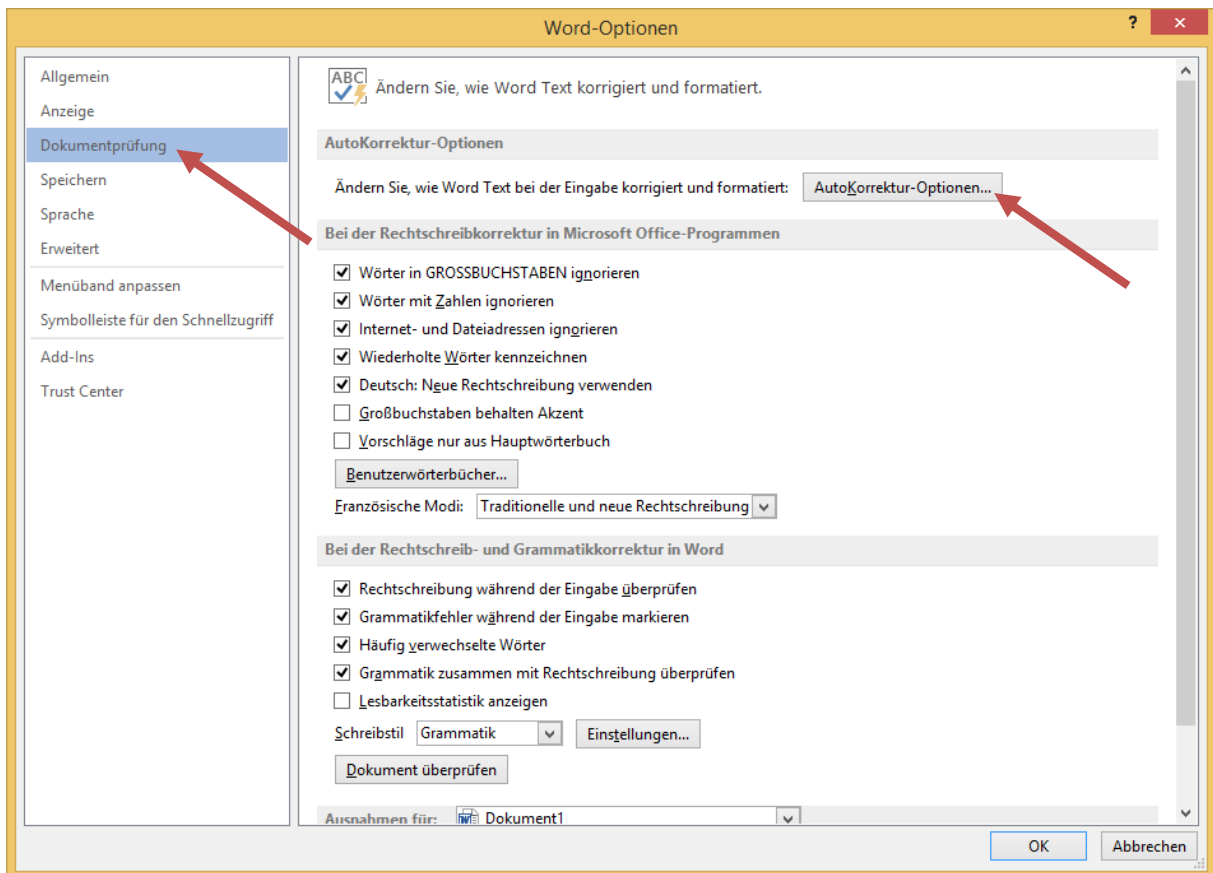 Word-Optionen
?
Allgemein
Anzeige
Dokumentprüfung
Speichern
Sprache
Erweitert
Menüband anpassen
Symbolleiste für den Schnellzugriff
Add-Ins
Trust Center
ABC
Ändern Sie, wie Word Text korrigiert und formatiert.
AutoKorrektur-Optionen
Ändern Sie, wie Word Text bei der Eingabe korrigiert und formatiert: AutoKorrektur-Optionen...
Bei der Rechtschreibkorrektur in Microsoft Office-Programmen
Wörter in GROSSBUCHSTABEN ignorieren
Wörter mit Zahlen ignorieren
Internet- und Dateiadressen ignorieren
Wiederholte Wörter kennzeichnen
Deutsch: Neue Rechtschreibung verwenden
Großbuchstaben behalten Akzent
Vorschläge nur aus Hauptwörterbuch
Benutzerwörterbücher...
Französische Modi: Traditionelle und neue Rechtschreibung
Bei der Rechtschreib- und Grammatikkorrektur in Word
Rechtschreibung während der Eingabe überprüfen
Grammatikfehler während der Eingabe markieren
Häufig verwechselte Wörter
Grammatik zusammen mit Rechtschreibung überprüfen
Lesbarkeitsstatistik anzeigen
Schreibstil Grammatik Einstellungen...
Dokument überprüfen
Ausnahmen für: Dokument1
OK Abbrechen